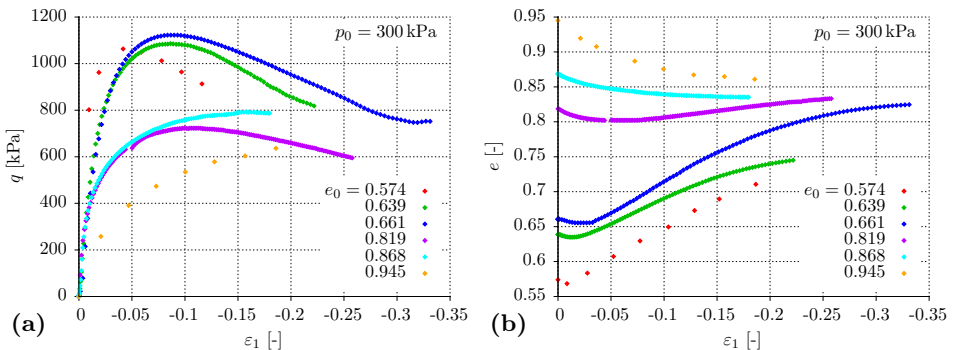 p₀ = 300 kPa
1200
1000
800
600
400
200
0
q [kPa]
e₀ = 0.574
0.639
0.661
0.819
0.868
0.945
0 -0.05 -0.1 -0.15 -0.2 -0.25 -0.3 -0.35
ε₁ [-]
(a)
p₀ = 300 kPa
0.95
0.9
0.85
0.8
0.75
0.7
0.65
0.6
0.55
e [-]
e₀ = 0.574
0.639
0.661
0.819
0.868
0.945
0 -0.05 -0.1 -0.15 -0.2 -0.25 -0.3 -0.35
ε₁ [-]
(b)